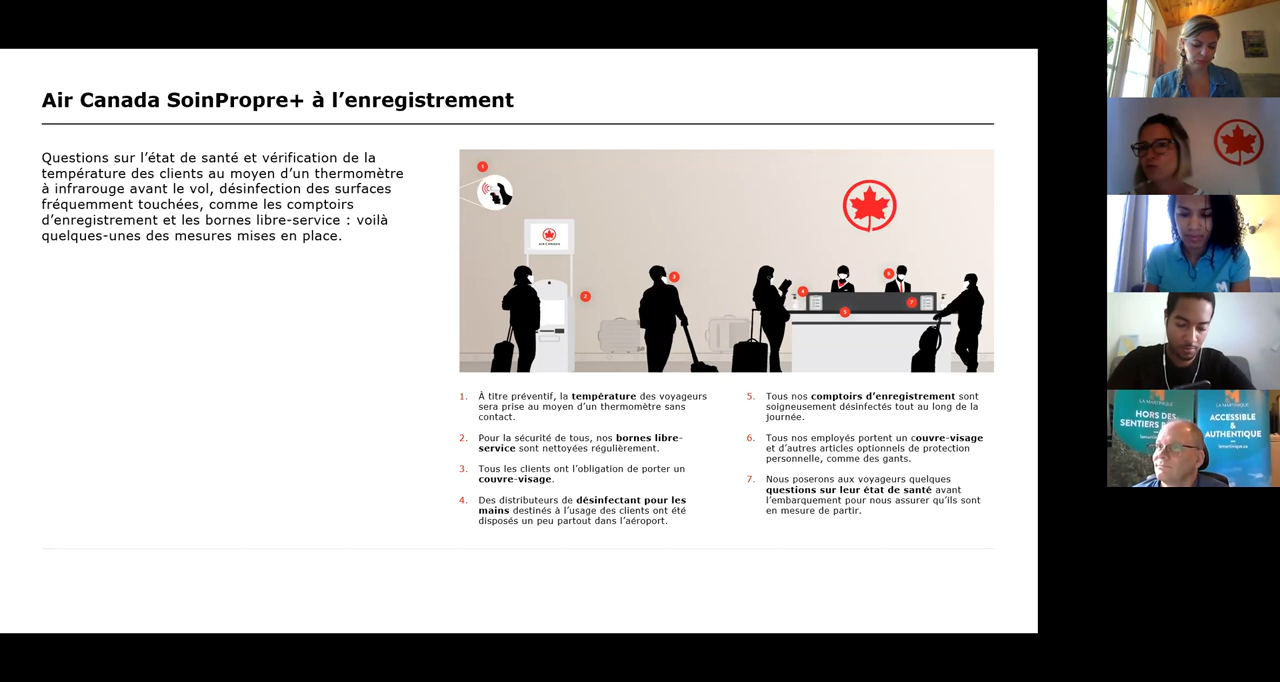 Air Canada SoinPropre+ à l’enregistrement
Questions sur l’état de santé et vérification de la
température des clients au moyen d’un thermomètre
à infrarouge avant le vol, désinfection des surfaces
fréquemment touchées, comme les comptoirs
d’enregistrement et les bornes libre-service : voilà
quelques-unes des mesures mises en place.
1
2
3
4
5
6
7
AIR CANADA
1. À titre préventif, la température des voyageurs
sera prise au moyen d’un thermomètre sans
contact.
2. Pour la sécurité de tous, nos bornes libre-
service sont nettoyées régulièrement.
3. Tous les clients ont l’obligation de porter un
couvre-visage.
4. Des distributeurs de désinfectant pour les
mains destinés à l’usage des clients ont été
disposés un peu partout dans l’aéroport.
5. Tous nos comptoirs d’enregistrement sont
soigneusement désinfectés tout au long de la
journée.
6. Tous nos employés portent un couvre-visage
et d’autres articles optionnels de protection
personnelle, comme des gants.
7. Nous poserons aux voyageurs quelques
questions sur leur état de santé avant
l’embarquement pour nous assurer qu’ils sont
en mesure de partir.
LA MARTINIQUE
HORS DES
SENTIERS
LA MARTINIQUE
ACCESSIBLE
&
AUTHENTIQUE